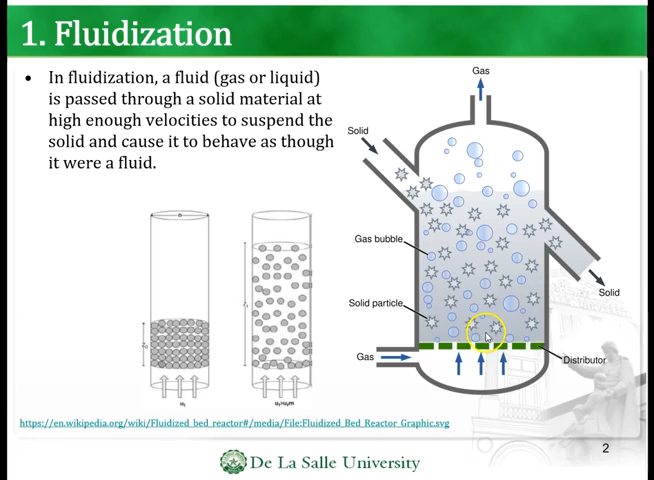 1. Fluidization
• In fluidization, a fluid (gas or liquid)
is passed through a solid material at
high enough velocities to suspend the
solid and cause it to behave as though
it were a fluid.
Gas
Solid
Gas bubble
Solid particle
Solid
Gas
Distributor
https://en.wikipedia.org/wiki/Fluidized_bed_reactor#/media/File:Fluidized_Bed_Reactor_Graphic.svg
2
De La Salle University